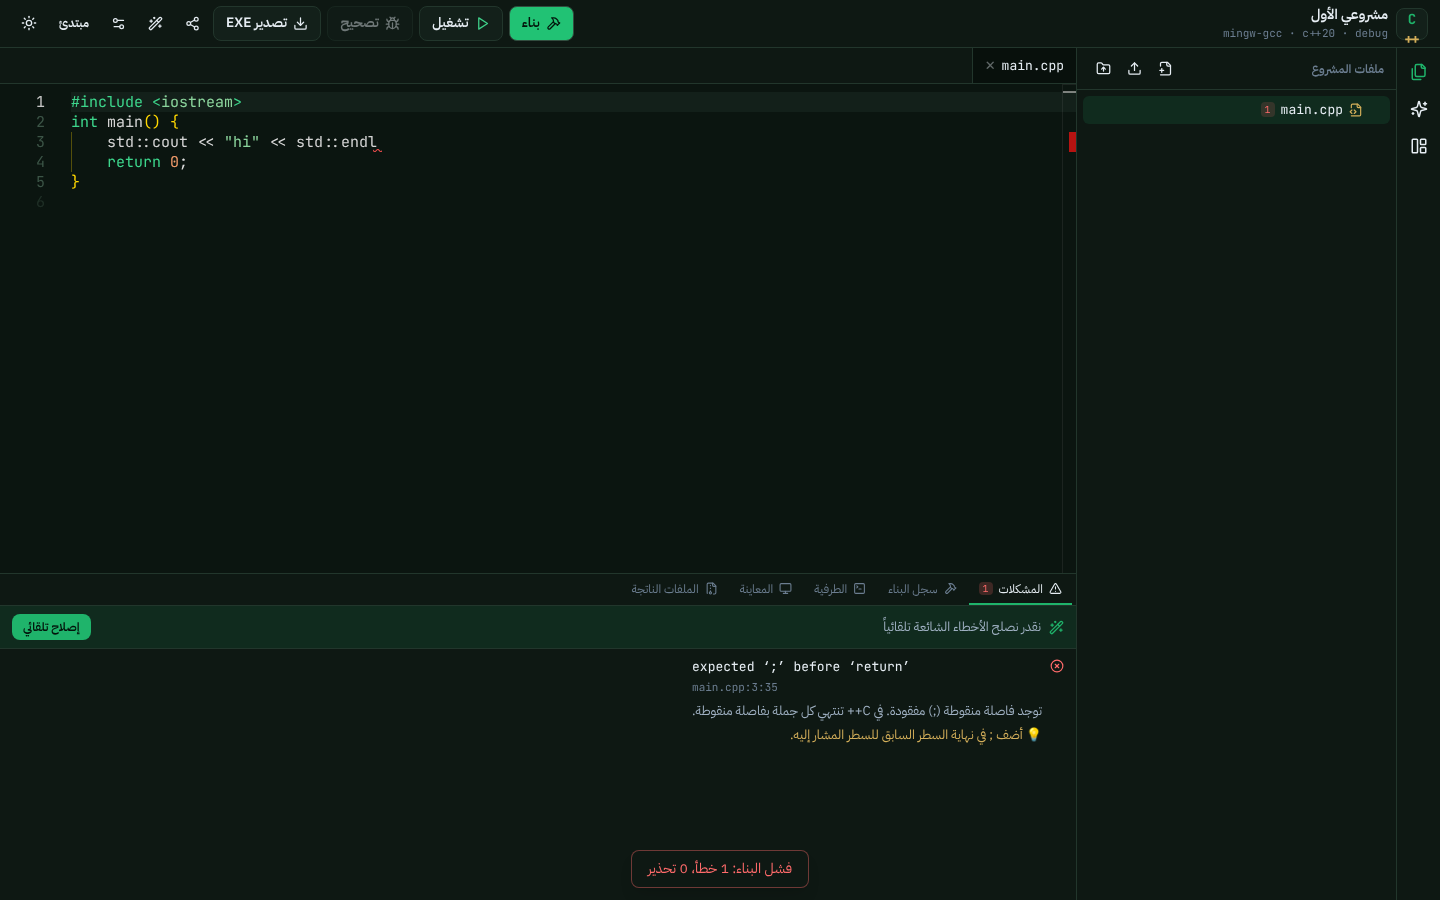 C++
مشروعي الأول
mingw-gcc · c++20 · debug
بناء
تشغيل
تصحيح
تصدير EXE
مبتدئ
ملفات المشروع
main.cpp 1
main.cpp ×
1 #include <iostream>
2 int main() {
3 std::cout << "hi" << std::endl
4 return 0;
5 }
6
المشكلات 1
سجل البناء
الطرفية
المعاينة
الملفات الناتجة
نقدر نصلح الأخطاء الشائعة تلقائياً
إصلاح تلقائي
expected ‘;’ before ‘return’
main.cpp:3:35
توجد فاصلة منقوطة (;) مفقودة. في C++ تنتهي كل جملة بفاصلة منقوطة.
💡 أضف ; في نهاية السطر السابق للسطر المشار إليه.
فشل البناء: 1 خطأ، 0 تحذير